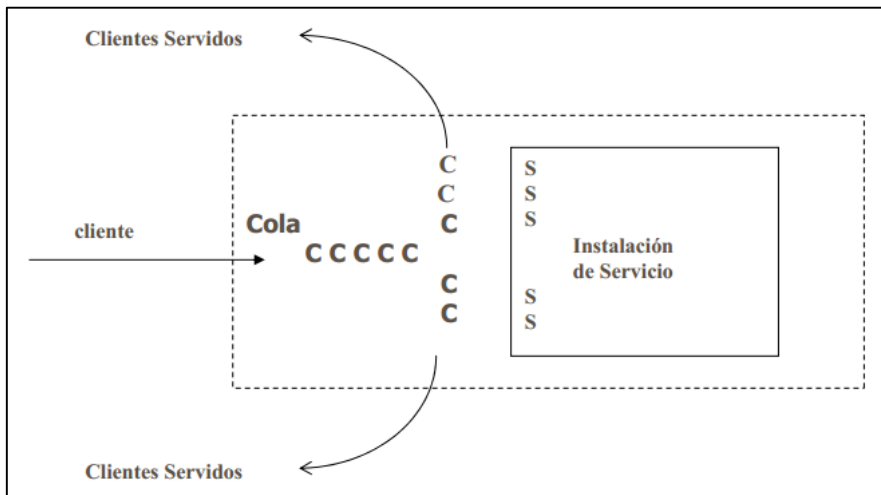 Clientes Servidos
C
C
C
S
S
S
Cola
cliente
C C C C C
Instalación
de Servicio
C
C
S
S
Clientes Servidos